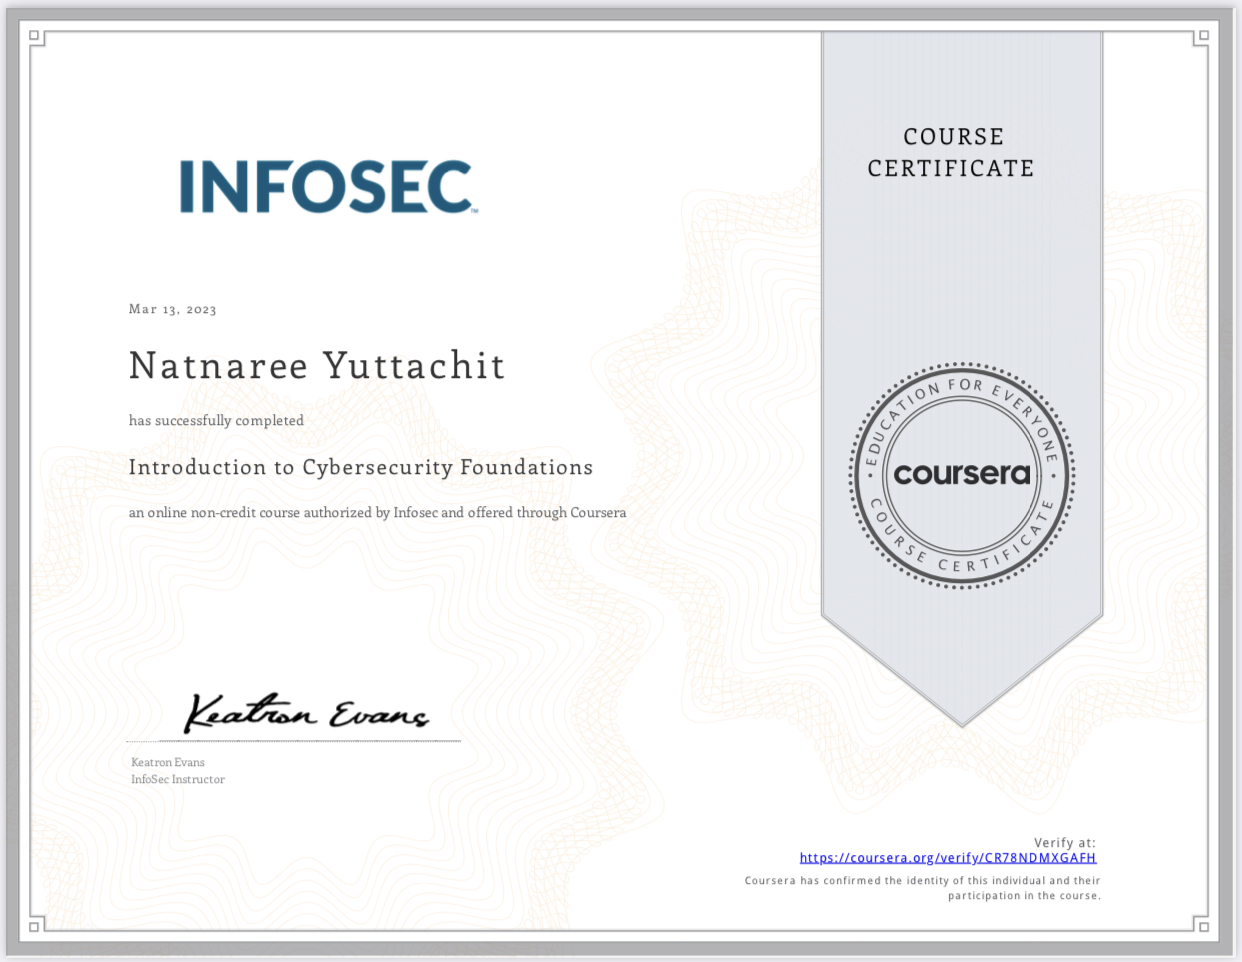 COURSE
CERTIFICATE
INFOSEC™
Mar 13, 2023
Natnaree Yuttachit
has successfully completed
Introduction to Cybersecurity Foundations
an online non-credit course authorized by Infosec and offered through Coursera
EDUCATION FOR EVERYONE
coursera
COURSE CERTIFICATE
Keatron Evans
Keatron Evans
InfoSec Instructor
Verify at:
https://coursera.org/verify/CR78NDMXGAFH
Coursera has confirmed the identity of this individual and their
participation in the course.